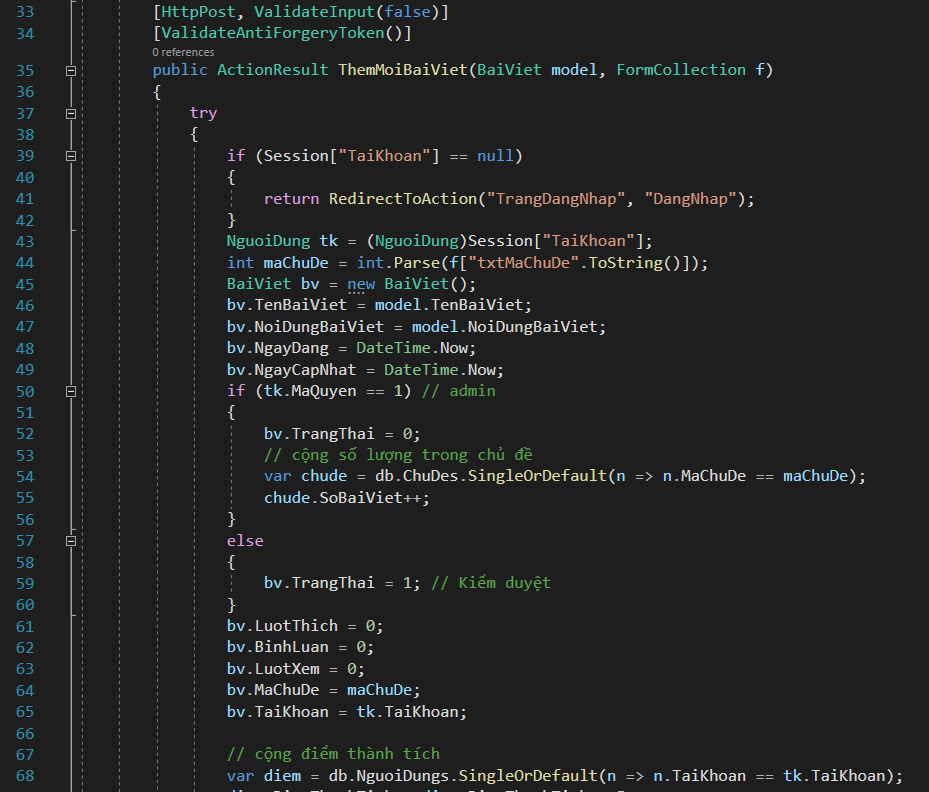 33 [HttpPost, ValidateInput(false)]
34 [ValidateAntiForgeryToken()]
0 references
35 public ActionResult ThemMoiBaiViet(BaiViet model, FormCollection f)
36 {
37 try
38 {
39 if (Session["TaiKhoan"] == null)
40 {
41 return RedirectToAction("TrangDangNhap", "DangNhap");
42 }
43 NguoiDung tk = (NguoiDung)Session["TaiKhoan"];
44 int maChuDe = int.Parse(f["txtMaChuDe".ToString()]);
45 BaiViet bv = new BaiViet();
46 bv.TenBaiViet = model.TenBaiViet;
47 bv.NoiDungBaiViet = model.NoiDungBaiViet;
48 bv.NgayDang = DateTime.Now;
49 bv.NgayCapNhat = DateTime.Now;
50 if (tk.MaQuyen == 1) // admin
51 {
52 bv.TrangThai = 0;
53 // cộng số lượng trong chủ đề
54 var chude = db.ChuDes.SingleOrDefault(n => n.MaChuDe == maChuDe);
55 chude.SoBaiViet++;
56 }
57 else
58 {
59 bv.TrangThai = 1; // Kiểm duyệt
60 }
61 bv.LuotThich = 0;
62 bv.BinhLuan = 0;
63 bv.LuotXem = 0;
64 bv.MaChuDe = maChuDe;
65 bv.TaiKhoan = tk.TaiKhoan;
66
67 // cộng điểm thành tích
68 var diem = db.NguoiDungs.SingleOrDefault(n => n.TaiKhoan == tk.TaiKhoan);